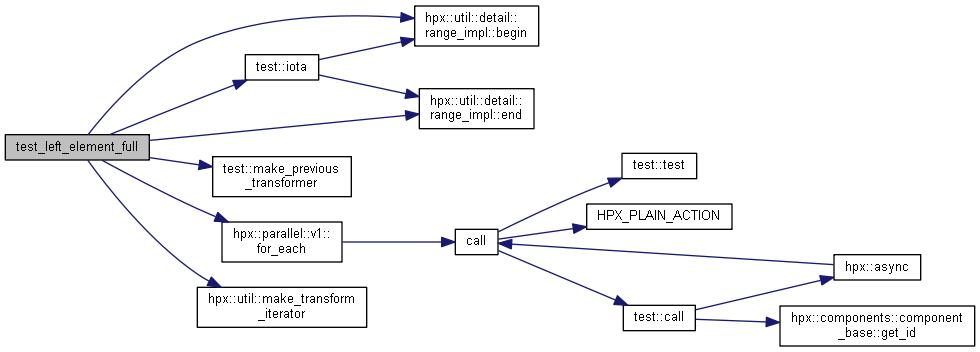 hpx::util::detail::
range_impl::begin
test::iota
hpx::util::detail::
range_impl::end
test_left_element_full
test::make_previous
_transformer
test::test
HPX_PLAIN_ACTION
hpx::parallel::v1::
for_each
call
hpx::async
hpx::util::make_transform
_iterator
test::call
hpx::components::component
_base::get_id